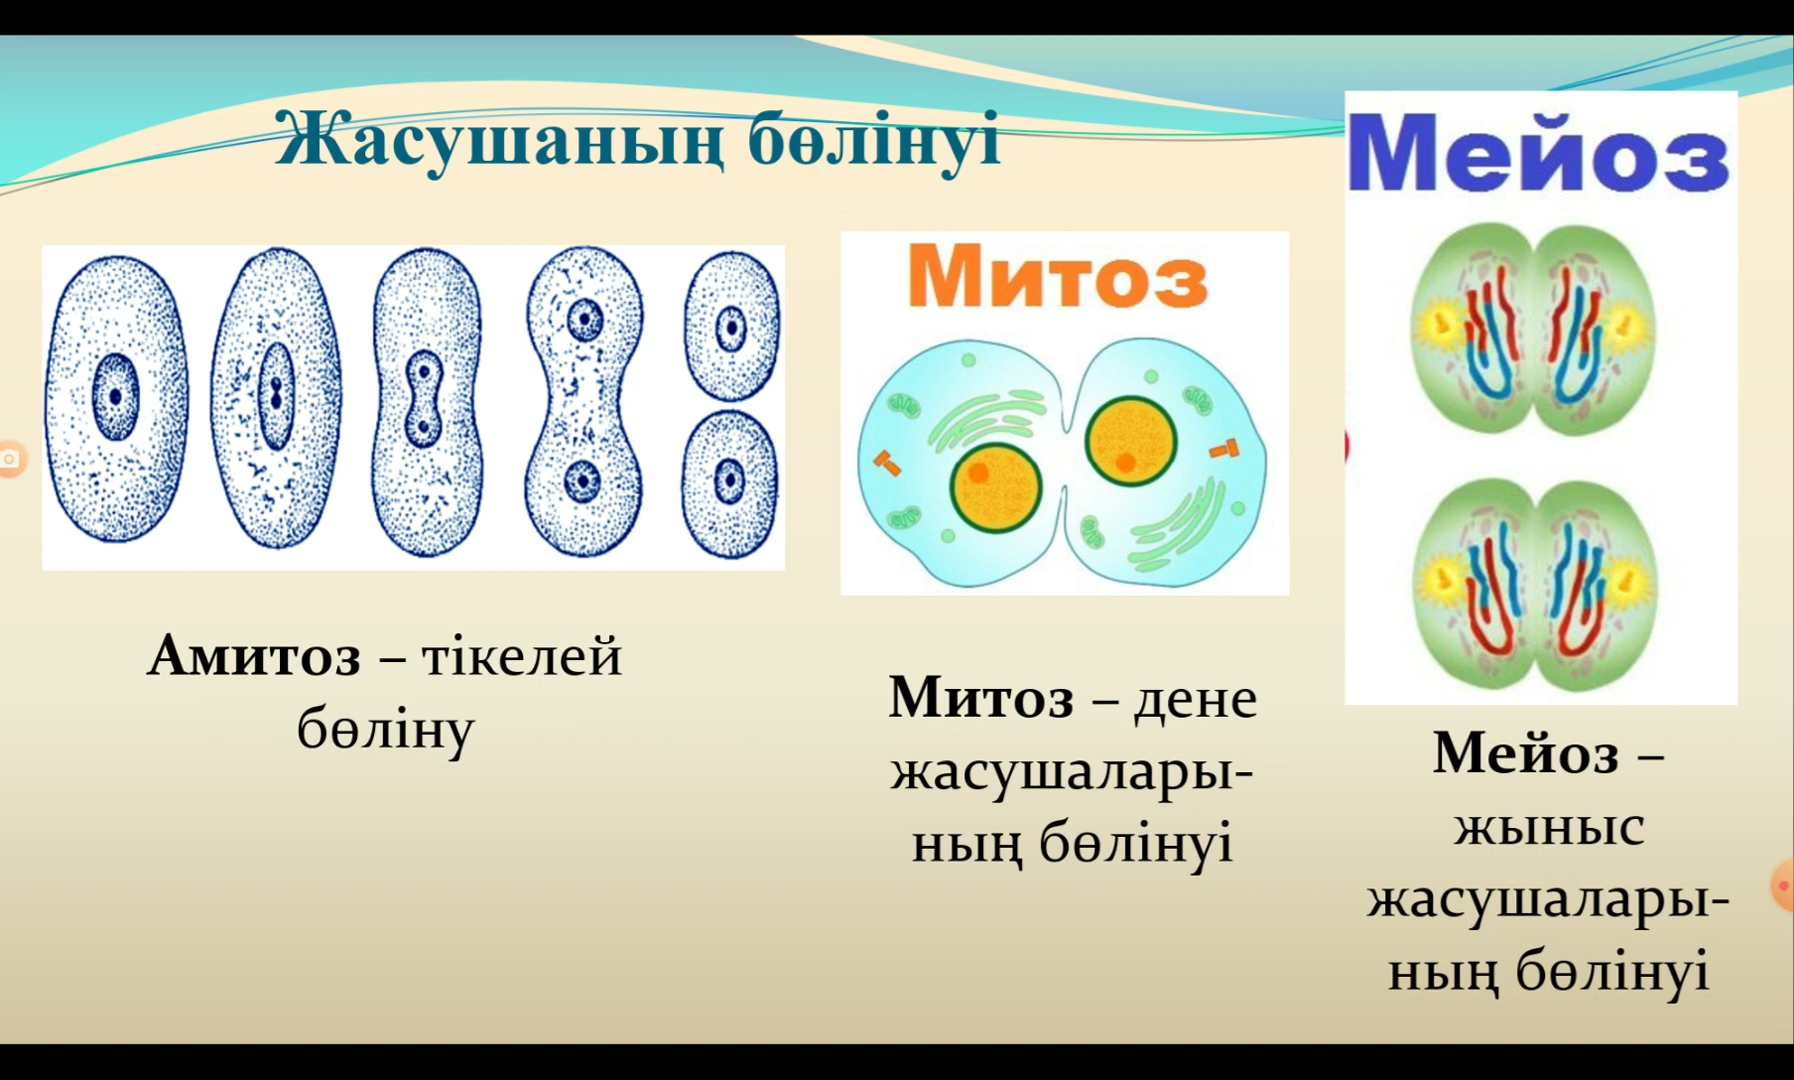 Жасушаның бөлінуі
Мейоз
Митоз
Амитоз – тікелей
бөліну
Митоз – дене
жасушалары-
ның бөлінуі
Мейоз –
жыныс
жасушалары-
ның бөлінуі